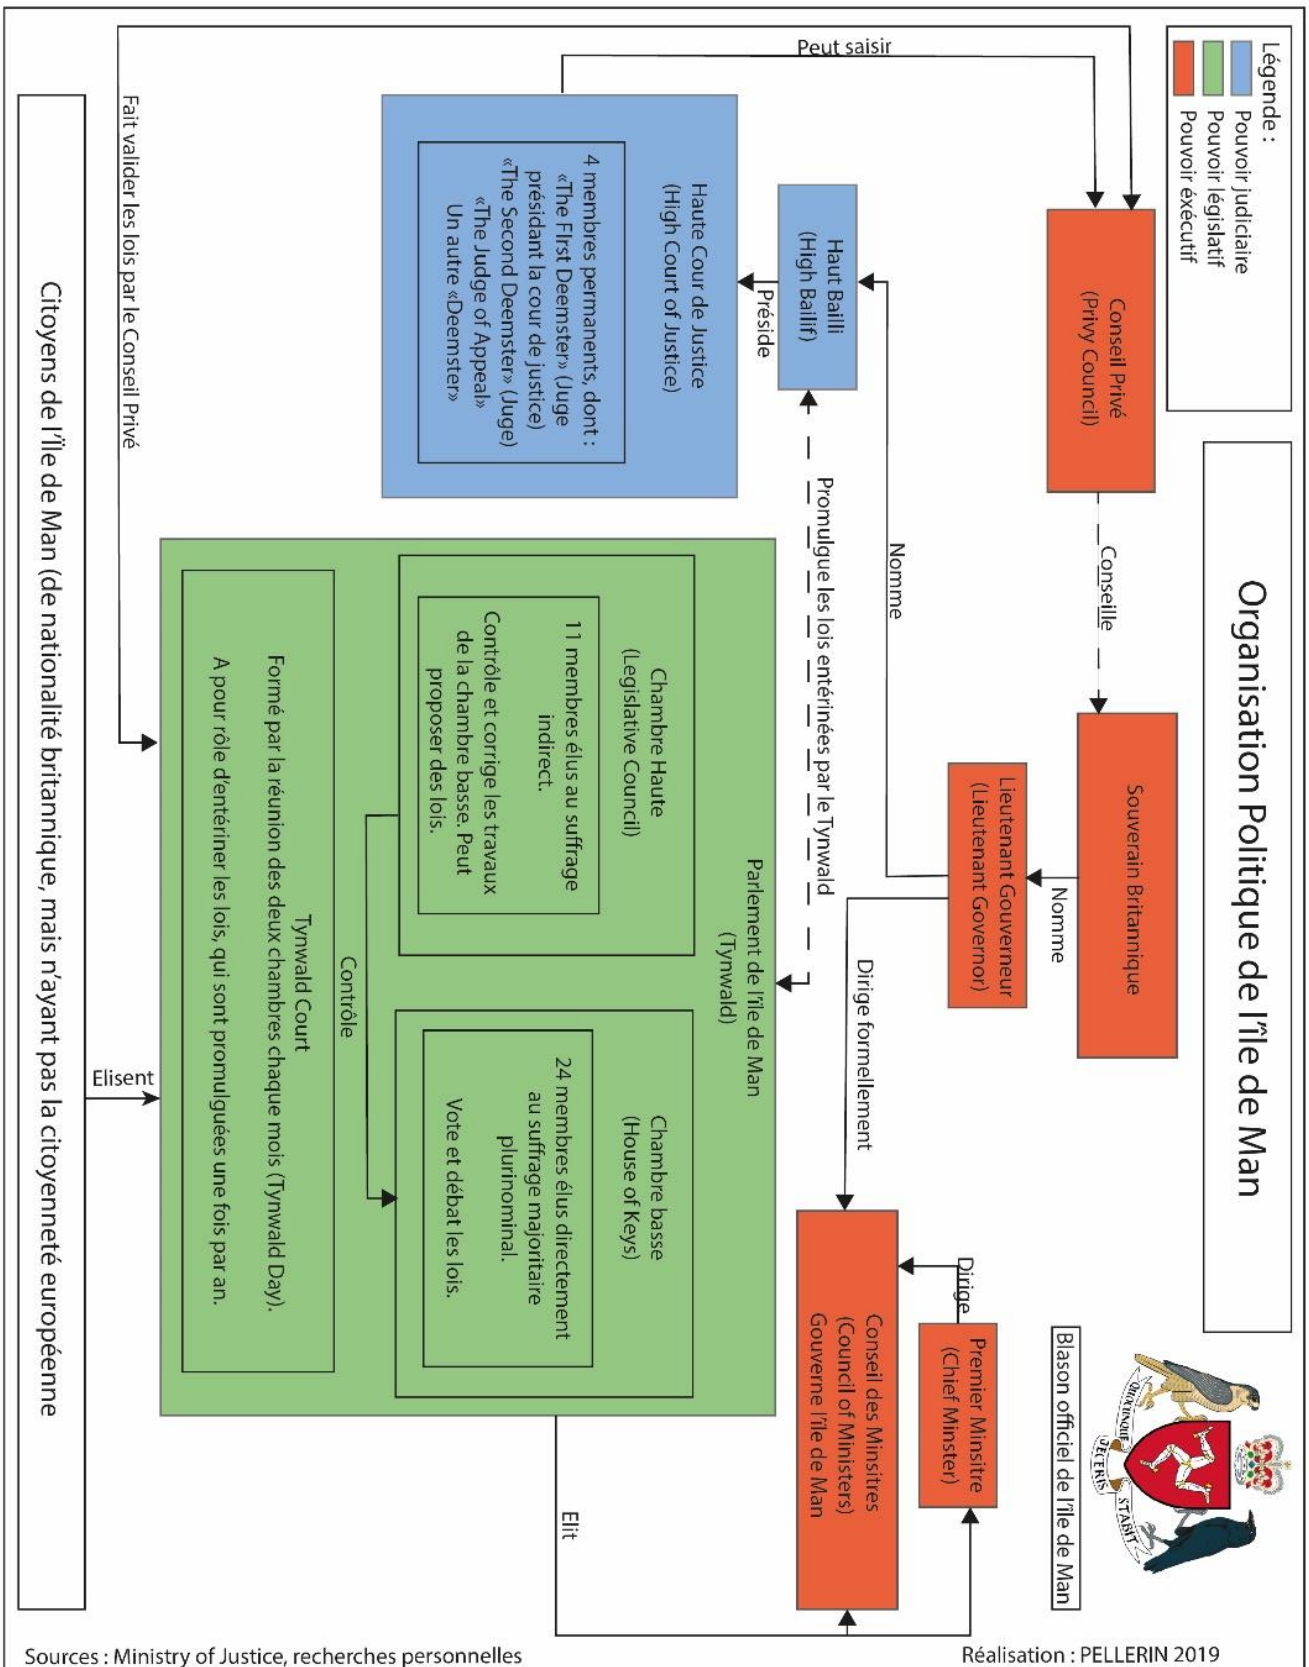 Organisation Politique de l'île de Man
Légende :
Pouvoir judiciaire
Pouvoir législatif
Pouvoir éxécutif
QUOCUNQUE
JECERIS
STABIT
Blason officiel de l'île de Man
Conseil Privé
(Privy Council)
Conseille
Souverain Britannique
Nomme
Lieutenant Gouverneur
(Lieutenant Governor)
Peut saisir
Nomme
Dirige formellement
Premier Minsitre
(Chief Minster)
Dirige
Conseil des Minsitres
(Council of Ministers)
Gouverne l'île de Man
Haut Bailli
(High Bailif)
Préside
Promulgue les lois entérinées par le Tynwald
Haute Cour de Justice
(High Court of Justice)
4 membres permanents, dont :
«The FIrst Deemster» (Juge
présidant la cour de justice)
«The Second Deemster» (Juge)
«The Judge of Appeal»
Un autre «Deemster»
Parlement de l'île de Man
(Tynwald)
Chambre Haute
(Legislative Council)
11 membres élus au suffrage
indirect.
Contrôle et corrige les travaux
de la chambre basse. Peut
proposer des lois.
Chambre basse
(House of Keys)
24 membres élus directement
au suffrage majoritaire
plurinominal.
Vote et débat les lois.
Contrôle
Tynwald Court
Formé par la réunion des deux chambres chaque mois (Tynwald Day).
A pour rôle d'entériner les lois, qui sont promulguées une fois par an.
Elit
Fait valider les lois par le Conseil Privé
Elisent
Citoyens de l'Île de Man (de nationalité britannique, mais n'ayant pas la citoyenneté européenne
Sources : Ministry of Justice, recherches personnelles
Réalisation : PELLERIN 2019